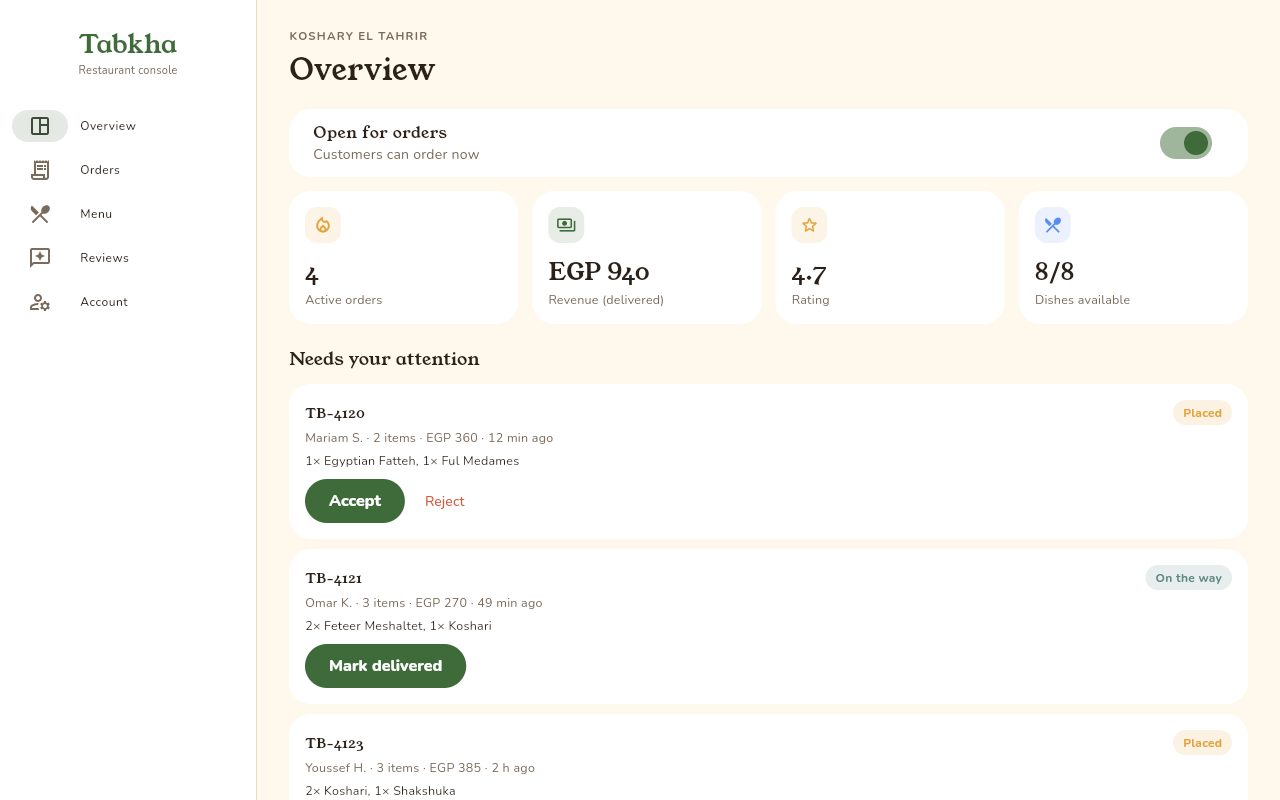 Tabkha
Restaurant console
Overview
Orders
Menu
Reviews
Account
KOSHARY EL TAHRIR
Overview
Open for orders
Customers can order now
4
Active orders
EGP 940
Revenue (delivered)
4.7
Rating
8/8
Dishes available
Needs your attention
TB-4120
Placed
Mariam S. · 2 items · EGP 360 · 12 min ago
1× Egyptian Fatteh, 1× Ful Medames
Accept
Reject
TB-4121
On the way
Omar K. · 3 items · EGP 270 · 49 min ago
2× Feteer Meshaltet, 1× Koshari
Mark delivered
TB-4123
Placed
Youssef H. · 3 items · EGP 385 · 2 h ago
2× Koshari, 1× Shakshuka